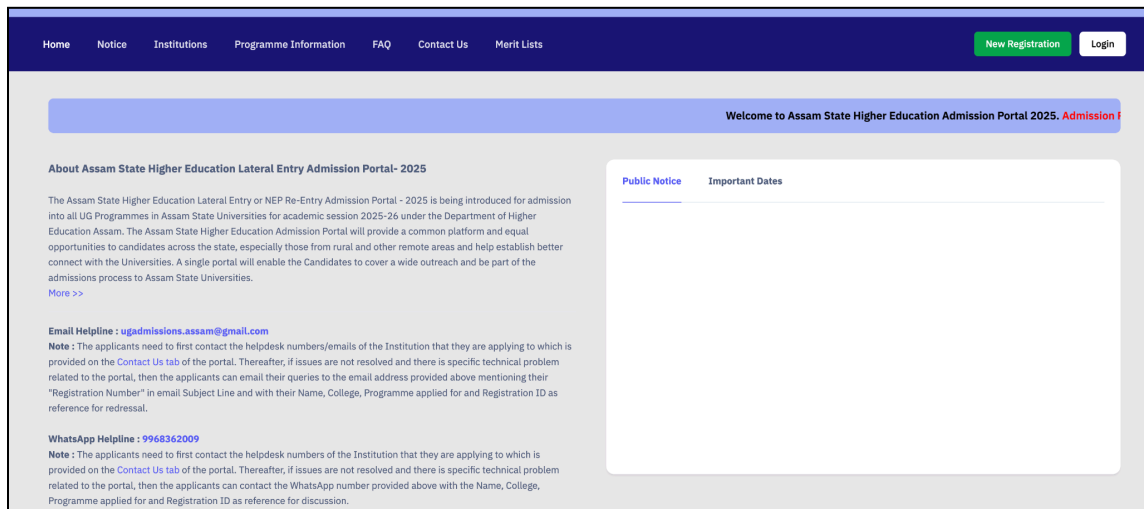 Home Notice Institutions Programme Information FAQ Contact Us Merit Lists New Registration Login
Welcome to Assam State Higher Education Admission Portal 2025. Admission
About Assam State Higher Education Lateral Entry Admission Portal- 2025
The Assam State Higher Education Lateral Entry or NEP Re-Entry Admission Portal - 2025 is being introduced for admission
into all UG Programmes in Assam State Universities for academic session 2025-26 under the Department of Higher
Education Assam. The Assam State Higher Education Admission Portal will provide a common platform and equal
opportunities to candidates across the state, especially those from rural and other remote areas and help establish better
connect with the Universities. A single portal will enable the Candidates to cover a wide outreach and be part of the
admissions process to Assam State Universities.
More >>
Email Helpline : ugadmissions.assam@gmail.com
Note : The applicants need to first contact the helpdesk numbers/emails of the Institution that they are applying to which is
provided on the Contact Us tab of the portal. Thereafter, if issues are not resolved and there is specific technical problem
related to the portal, then the applicants can email their queries to the email address provided above mentioning their
"Registration Number" in email Subject Line and with their Name, College, Programme applied for and Registration ID as
reference for redressal.
WhatsApp Helpline : 9968362009
Note : The applicants need to first contact the helpdesk numbers of the Institution that they are applying to which is
provided on the Contact Us tab of the portal. Thereafter, if issues are not resolved and there is specific technical problem
related to the portal, then the applicants can contact the WhatsApp number provided above with the Name, College,
Programme applied for and Registration ID as reference for discussion.
Public Notice Important Dates